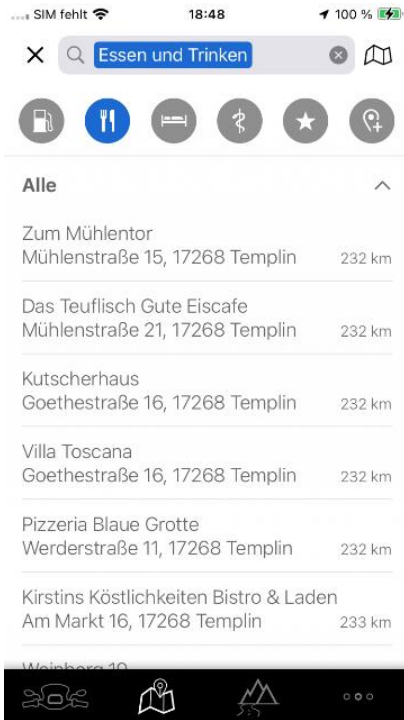 SIM fehlt
18:48
100 %
Essen und Trinken
Alle
Zum Mühlentor
Mühlenstraße 15, 17268 Templin 232 km
Das Teuflisch Gute Eiscafe
Mühlenstraße 21, 17268 Templin 232 km
Kutscherhaus
Goethestraße 16, 17268 Templin 232 km
Villa Toscana
Goethestraße 16, 17268 Templin 232 km
Pizzeria Blaue Grotte
Werderstraße 11, 17268 Templin 232 km
Kirstins Köstlichkeiten Bistro & Laden
Am Markt 16, 17268 Templin 233 km
Weinberg 10